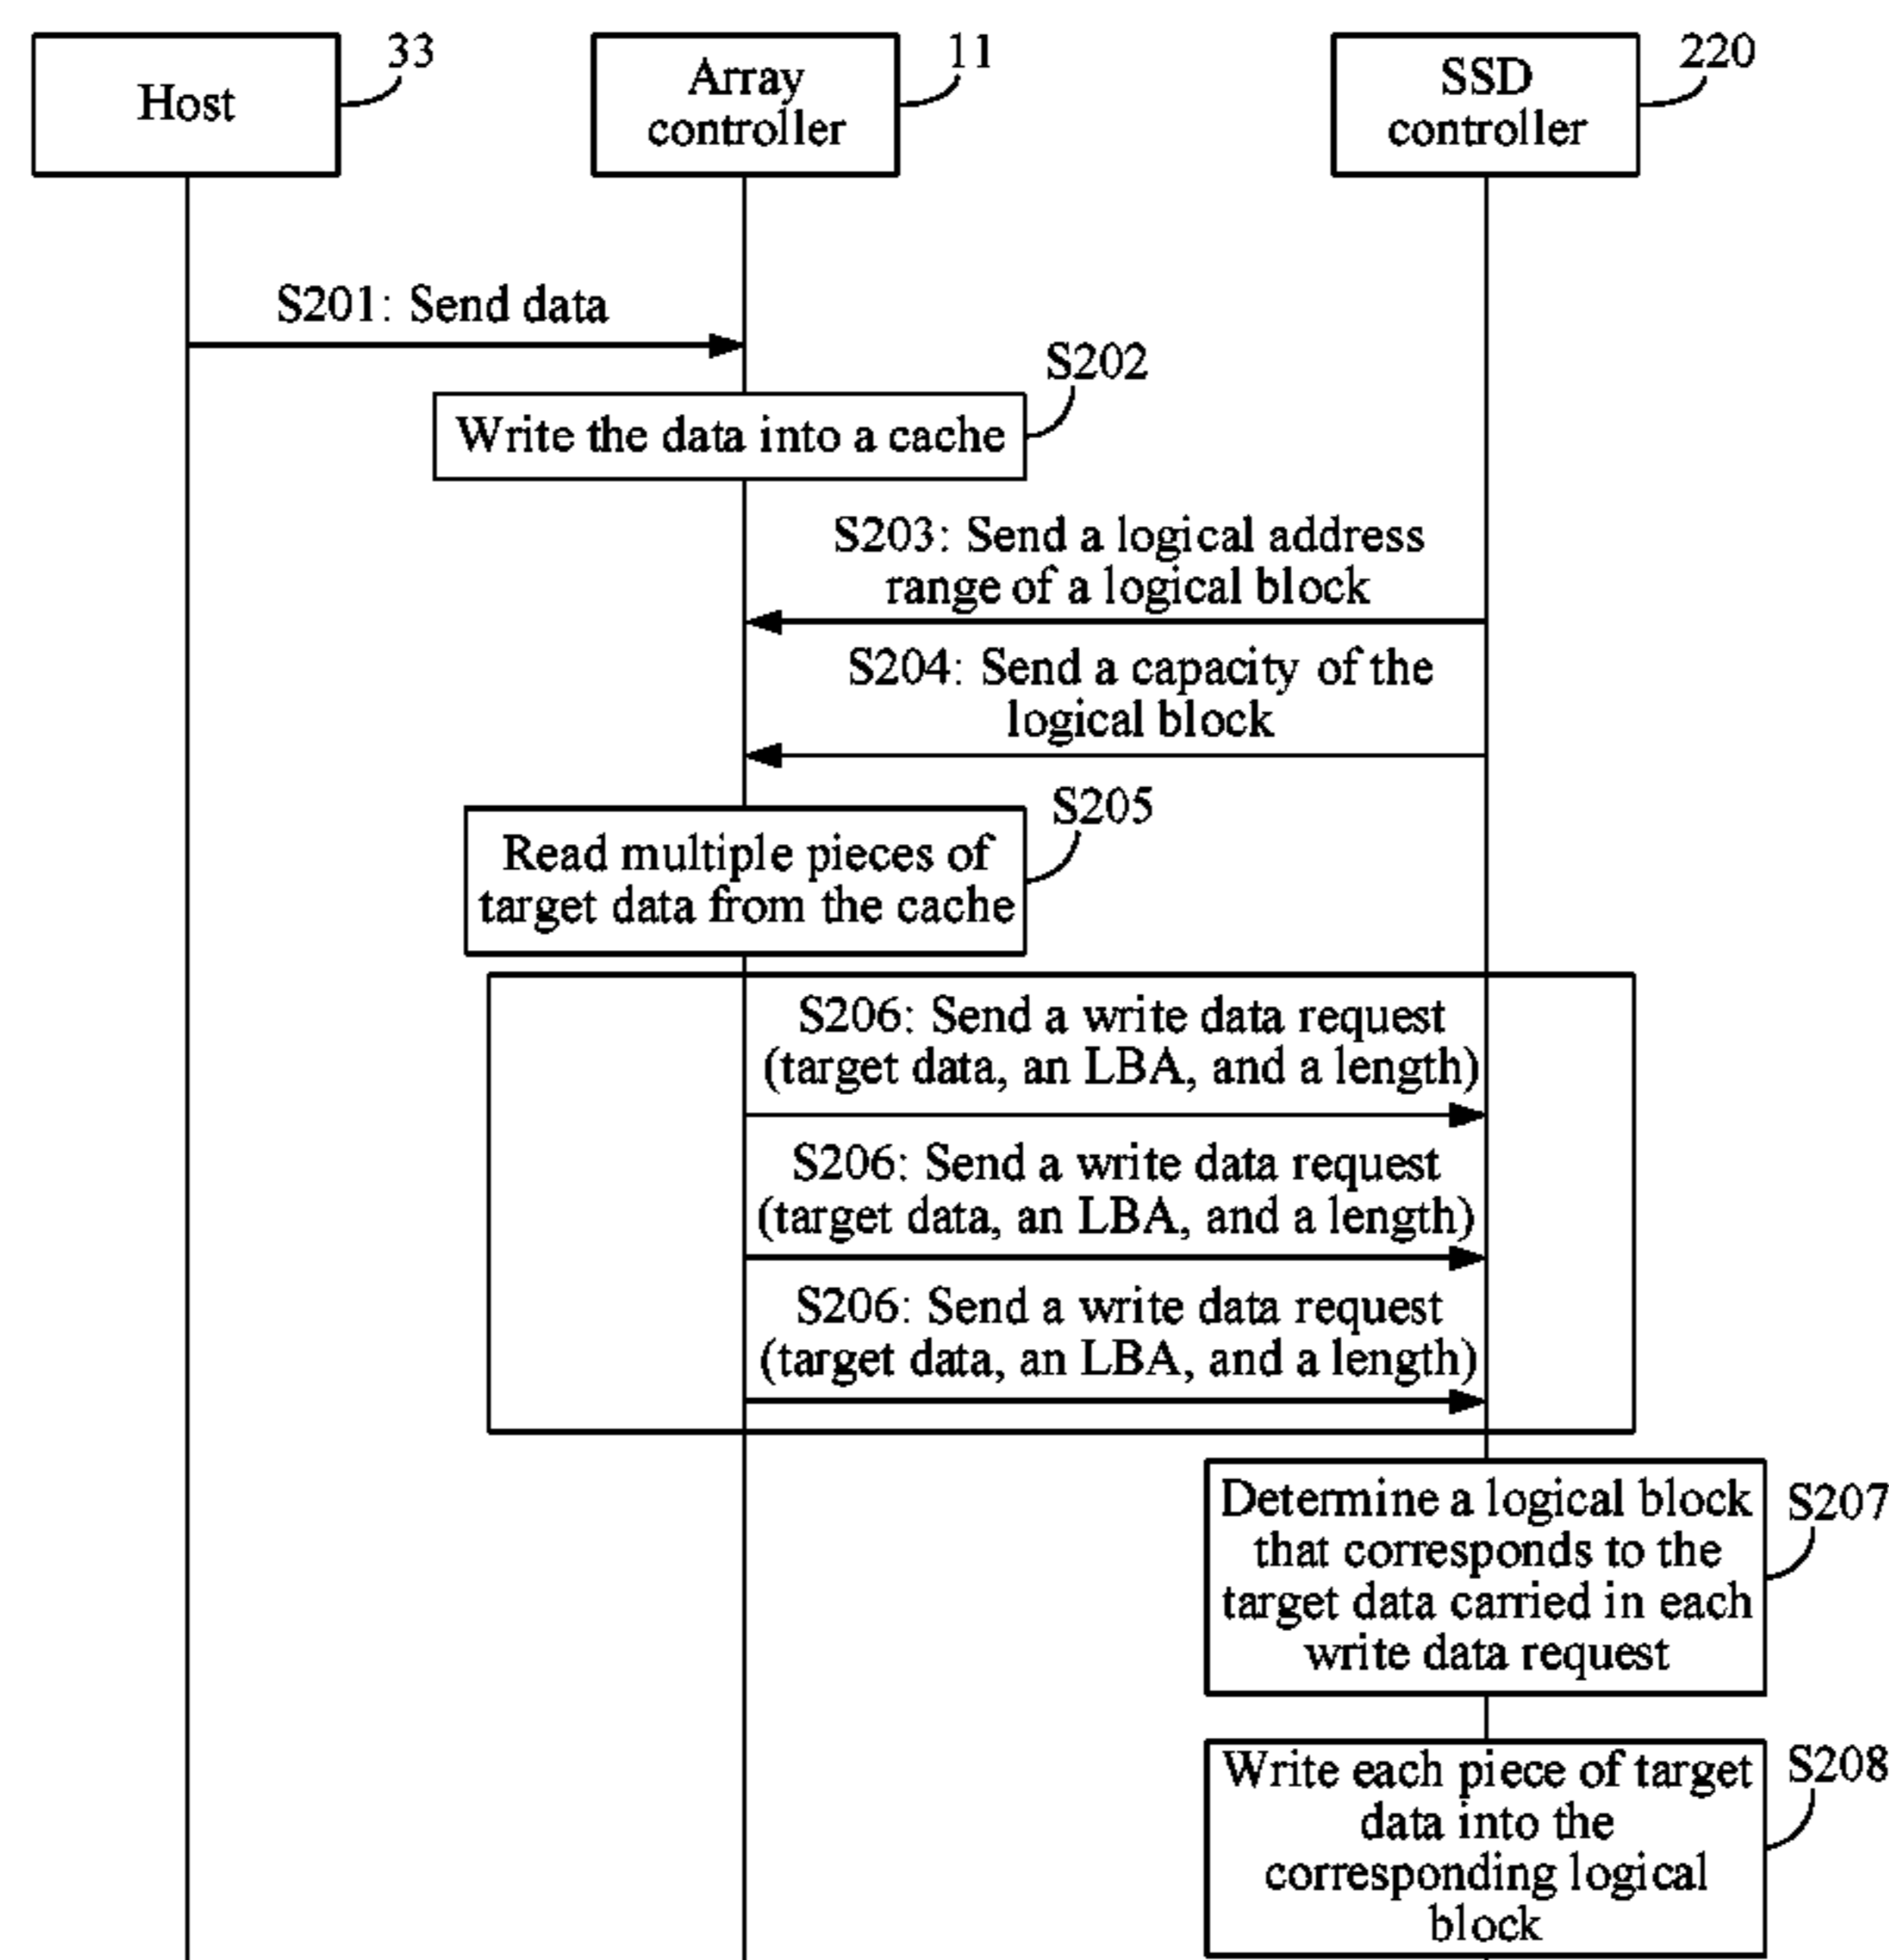 Host
33
Array
controller
11
SSD
controller
220
S201: Send data
S202
Write the data into a cache
S203: Send a logical address
range of a logical block
S204: Send a capacity of the
logical block
S205
Read multiple pieces of
target data from the cache
S206: Send a write data request
(target data, an LBA, and a length)
S206: Send a write data request
(target data, an LBA, and a length)
S206: Send a write data request
(target data, an LBA, and a length)
Determine a logical block
that corresponds to the
target data carried in each
write data request
S207
Write each piece of target
data into the
corresponding logical
block
S208